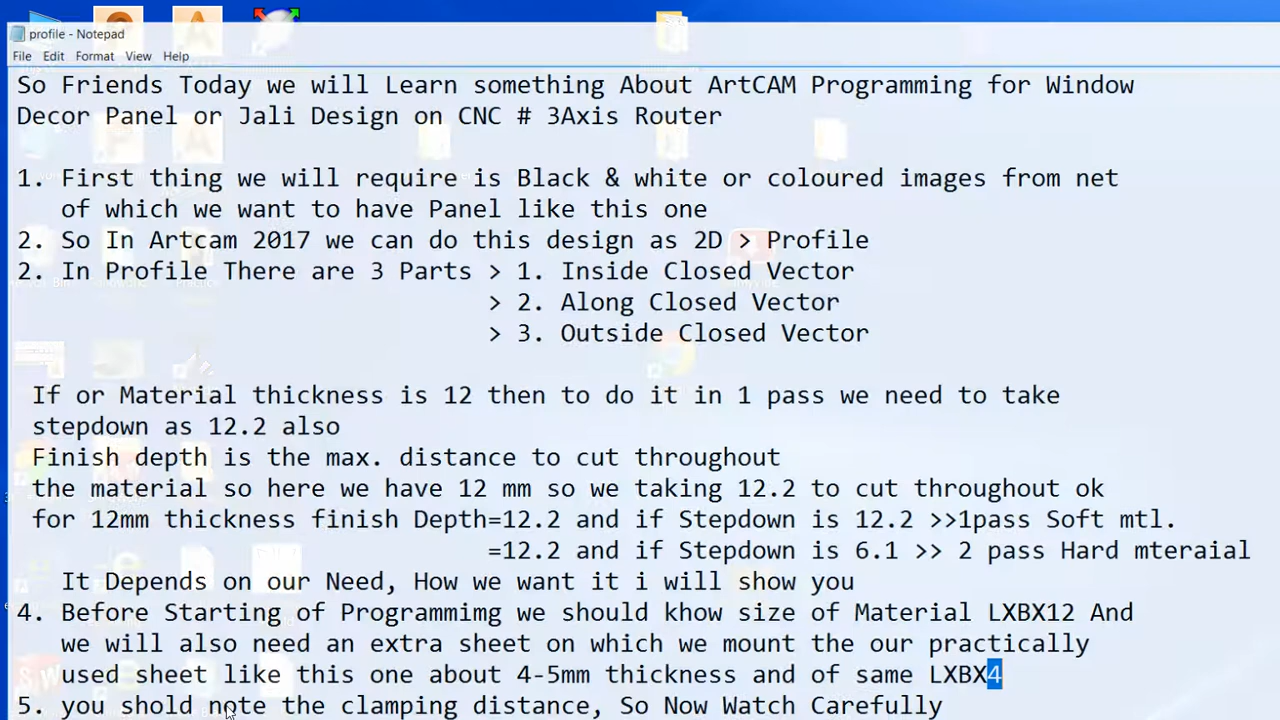 profile - Notepad
File Edit Format View Help
So Friends Today we will Learn something About ArtCAM Programming for Window
Decor Panel or Jali Design on CNC # 3Axis Router
1. First thing we will require is Black & white or coloured images from net
of which we want to have Panel like this one
2. So In Artcam 2017 we can do this design as 2D > Profile
2. In Profile There are 3 Parts > 1. Inside Closed Vector
> 2. Along Closed Vector
> 3. Outside Closed Vector
If or Material thickness is 12 then to do it in 1 pass we need to take
stepdown as 12.2 also
Finish depth is the max. distance to cut throughout
the material so here we have 12 mm so we taking 12.2 to cut throughout ok
for 12mm thickness finish Depth=12.2 and if Stepdown is 12.2 >>1pass Soft mtl.
=12.2 and if Stepdown is 6.1 >> 2 pass Hard mteraial
It Depends on our Need, How we want it i will show you
4. Before Starting of Programmimg we should khow size of Material LXBX12 And
we will also need an extra sheet on which we mount the our practically
used sheet like this one about 4-5mm thickness and of same LXBX4
5. you shold note the clamping distance, So Now Watch Carefully